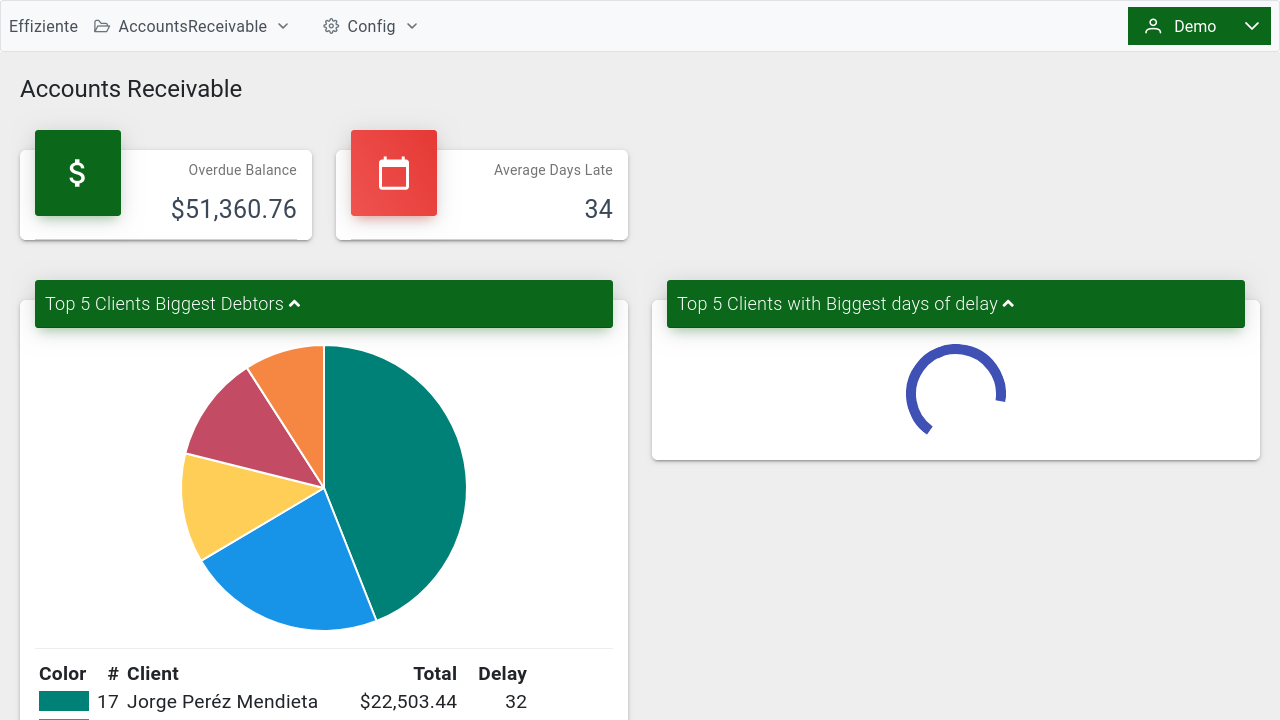 Effiziente AccountsReceivable Config Demo
Accounts Receivable
Overdue Balance
$51,360.76
Average Days Late
34
Top 5 Clients Biggest Debtors
Top 5 Clients with Biggest days of delay
Color # Client Total Delay
17 Jorge Peréz Mendieta $22,503.44 32